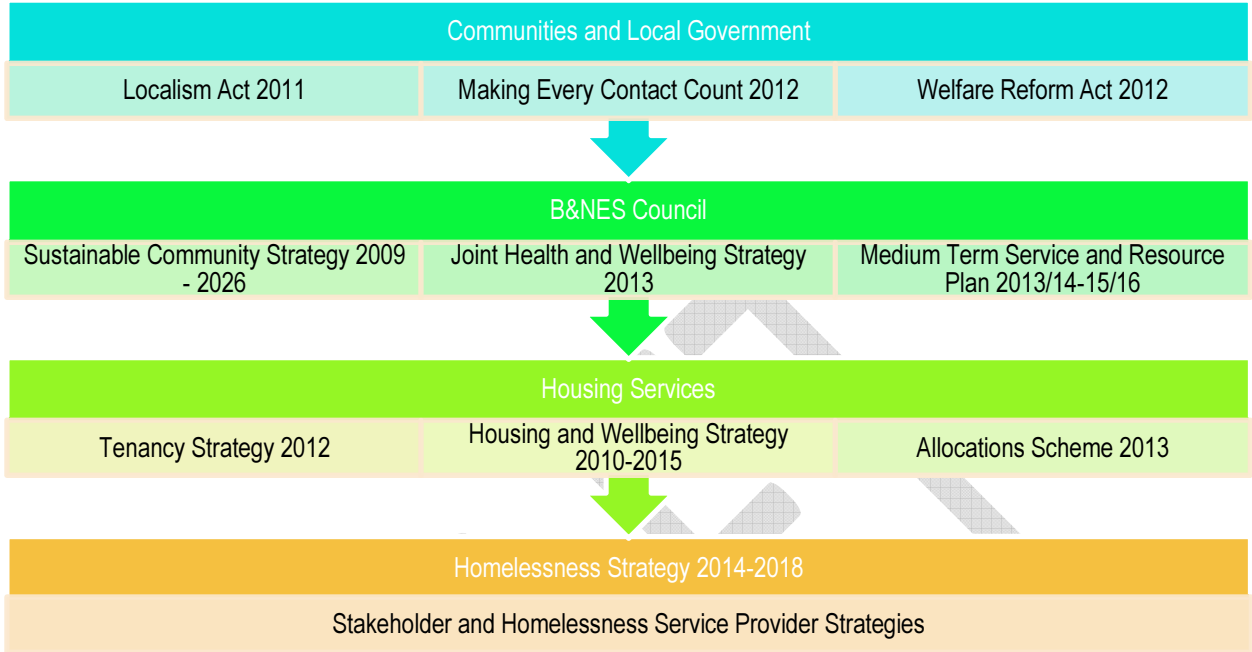 Communities and Local Government
Localism Act 2011
Making Every Contact Count 2012
Welfare Reform Act 2012
B&NES Council
Sustainable Community Strategy 2009
- 2026
Joint Health and Wellbeing Strategy
2013
Medium Term Service and Resource
Plan 2013/14-15/16
Housing Services
Tenancy Strategy 2012
Housing and Wellbeing Strategy
2010-2015
Allocations Scheme 2013
Homelessness Strategy 2014-2018
Stakeholder and Homelessness Service Provider Strategies